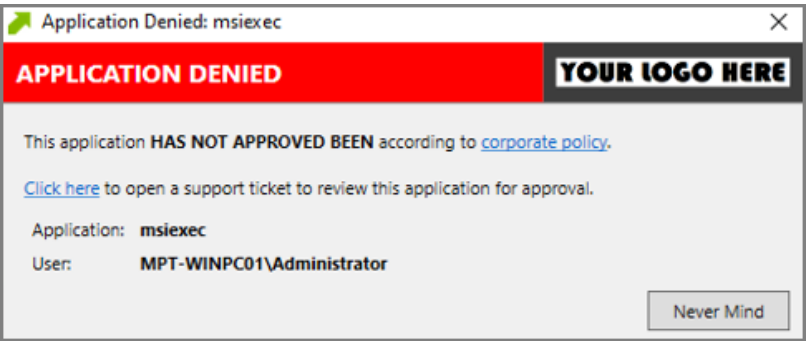 Application Denied: msiexec
APPLICATION DENIED
YOUR LOGO HERE
This application HAS NOT APPROVED BEEN according to corporate policy.
Click here to open a support ticket to review this application for approval.
Application: msiexec
User: MPT-WINPC01\Administrator
Never Mind